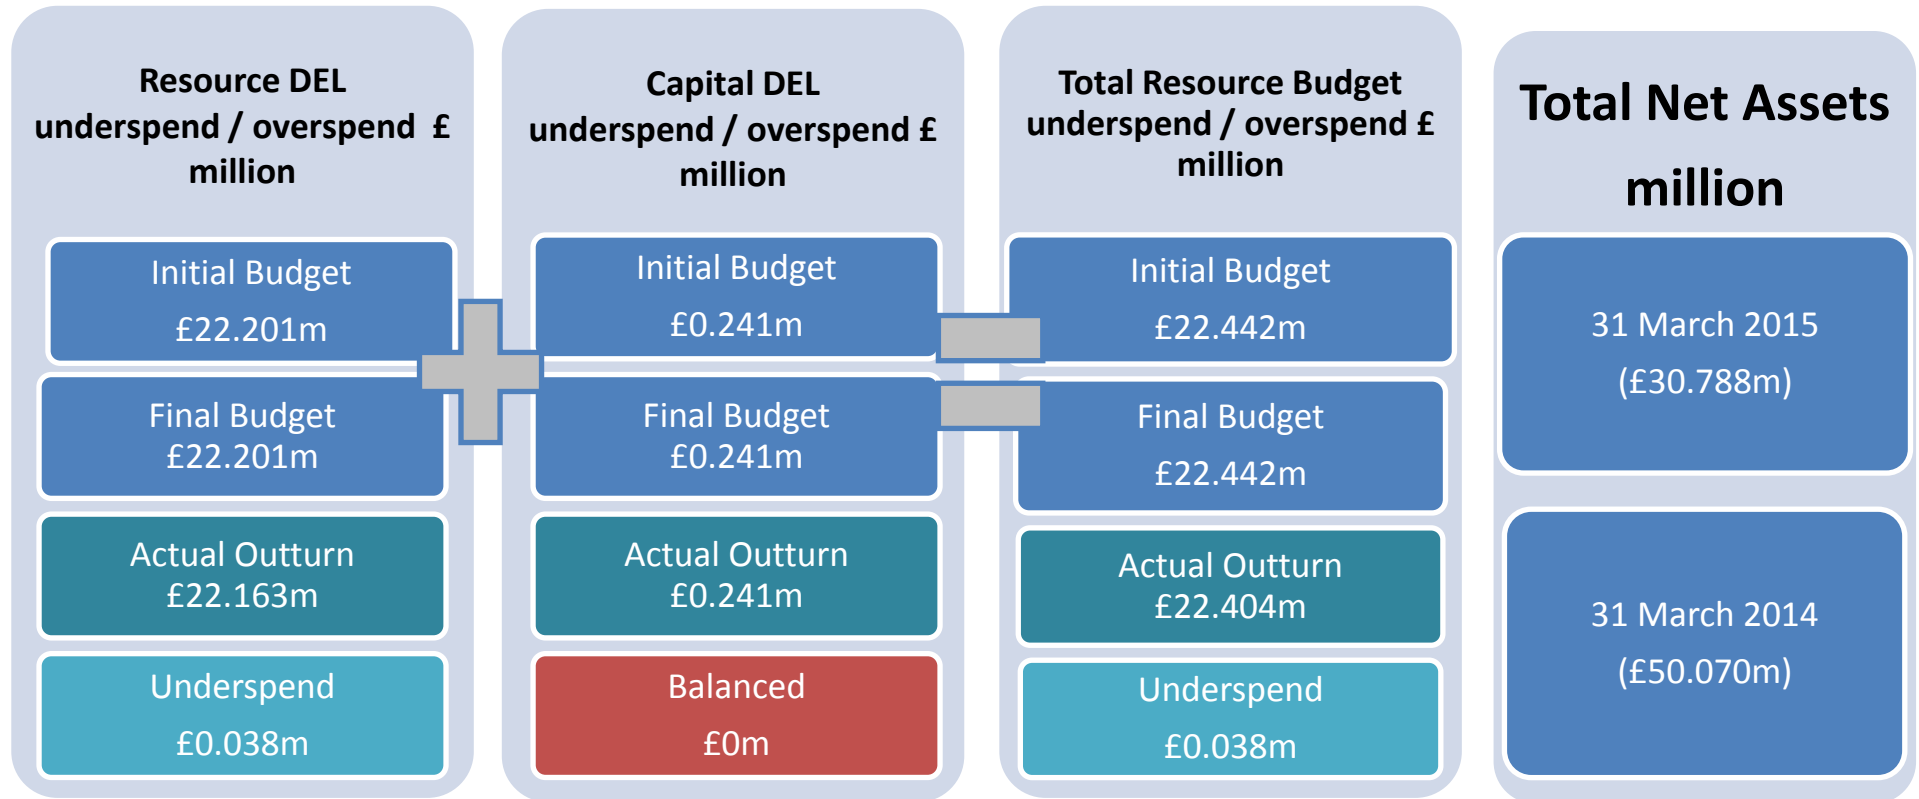 Resource DEL
underspend / overspend £
million
Initial Budget
£22.201m
Final Budget
£22.201m
Actual Outturn
£22.163m
Underspend
£0.038m
Capital DEL
underspend / overspend £
million
Initial Budget
£0.241m
Final Budget
£0.241m
Actual Outturn
£0.241m
Balanced
£0m
Total Resource Budget
underspend / overspend £
million
Initial Budget
£22.442m
Final Budget
£22.442m
Actual Outturn
£22.404m
Underspend
£0.038m
Total Net Assets
million
31 March 2015
(£30.788m)
31 March 2014
(£50.070m)